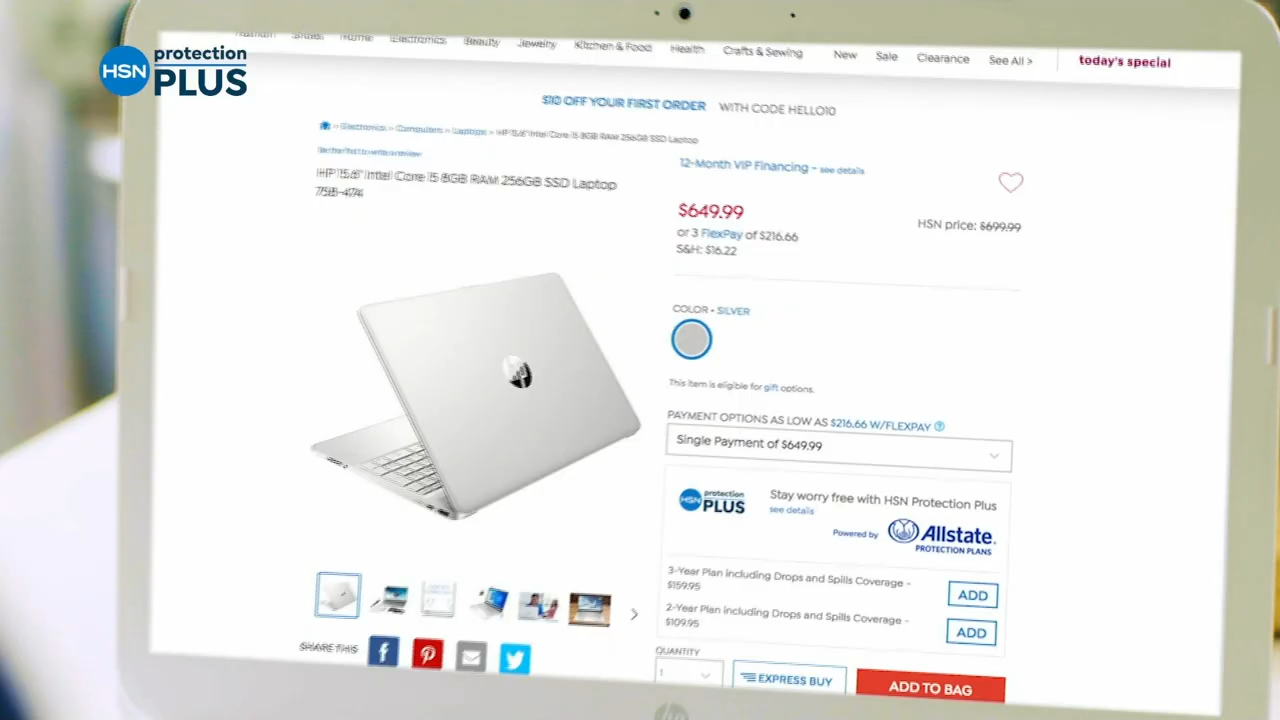 HSN protection PLUS
Fashion Shoes Home Electronics Beauty Jewelry Kitchen & Food Health Crafts & Sewing New Sale Clearance See All > today's special
$10 OFF YOUR FIRST ORDER WITH CODE HELLO10
» Electronics » Computers » Laptops » HP 15.6" Intel Core i5 8GB RAM 256GB SSD Laptop
Be the first to write a review
12-Month VIP Financing - see details
HP 15.6" Intel Core i5 8GB RAM 256GB SSD Laptop
758-474
$649.99
HSN price: $699.99
or 3 FlexPay of $216.66
S&H: $16.22
COLOR • SILVER
This item is eligible for gift options.
PAYMENT OPTIONS AS LOW AS $216.66 W/FLEXPAY ?
Single Payment of $649.99
HSN protection PLUS
Stay worry free with HSN Protection Plus
see details
Powered by Allstate.
PROTECTION PLANS
3-Year Plan including Drops and Spills Coverage -
$159.95
ADD
2-Year Plan including Drops and Spills Coverage -
$109.95
ADD
QUANTITY
1
EXPRESS BUY
ADD TO BAG
SHARE THIS
hp